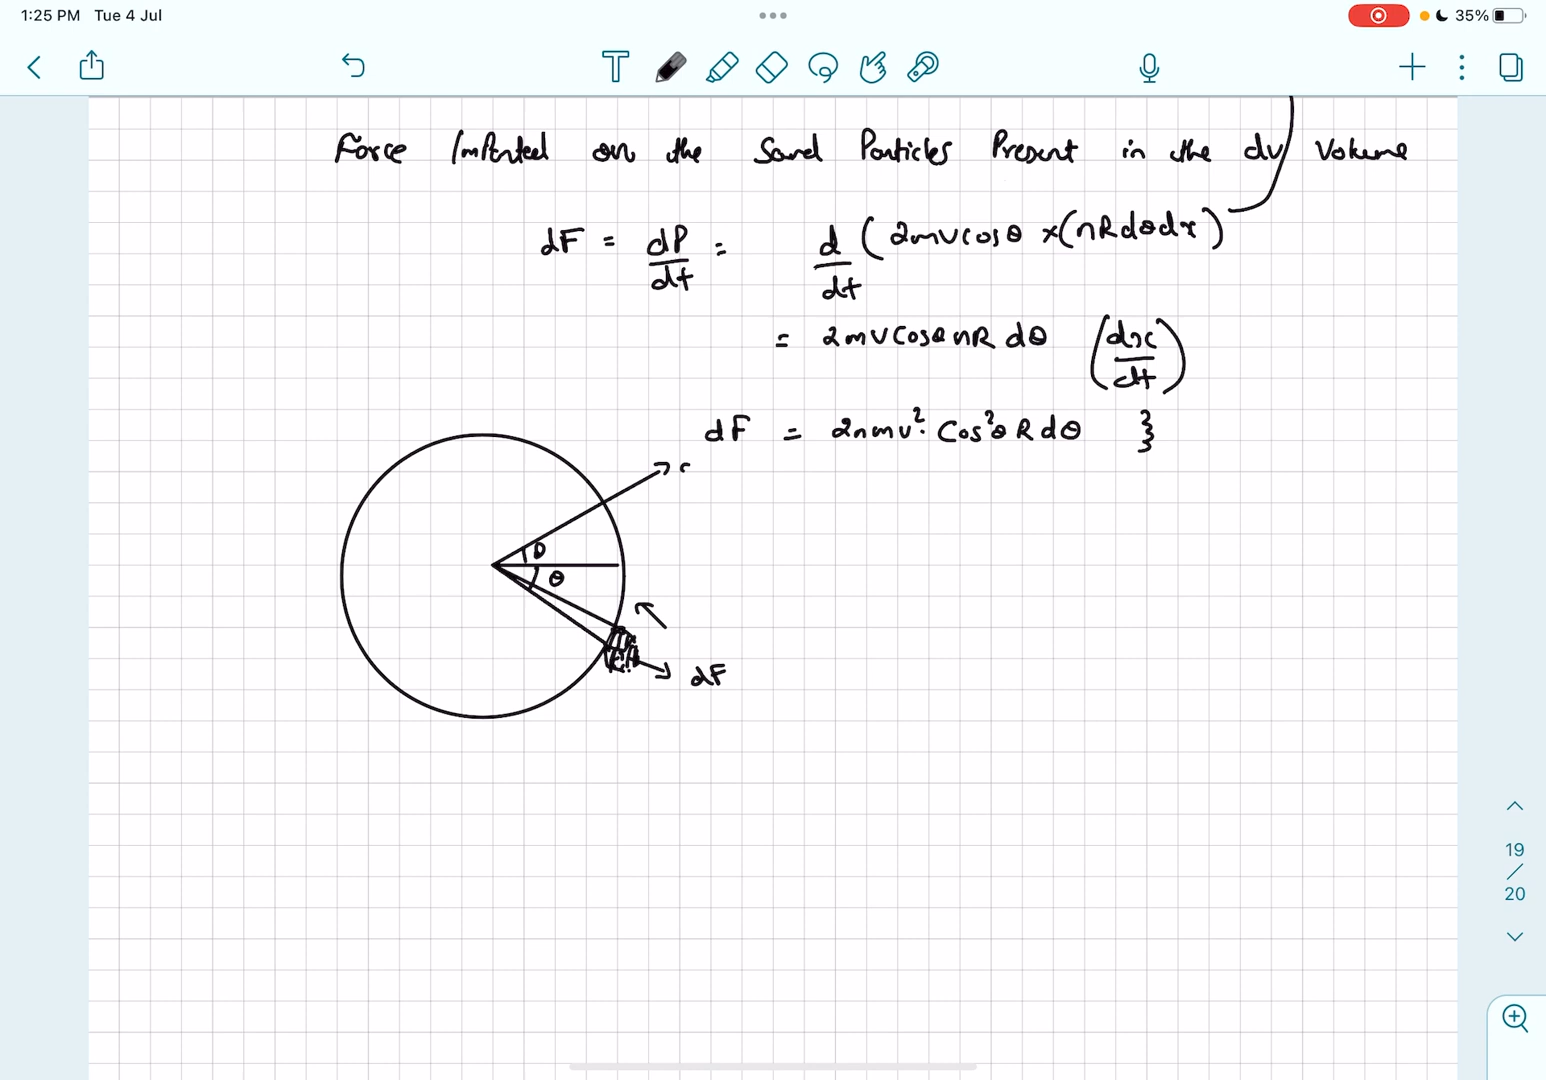 1:25 PM Tue 4 Jul
35%
Force Imparted on the Sand Particles Present in the dv Volume
dF = dP/dt = d/dt (2mvcosθ ×(nRdθdx)
= 2mvcosθ nR dθ (dx/dt)
dF = 2nmv². Cos²θ R dθ }
θ
θ
dF
19
/
20